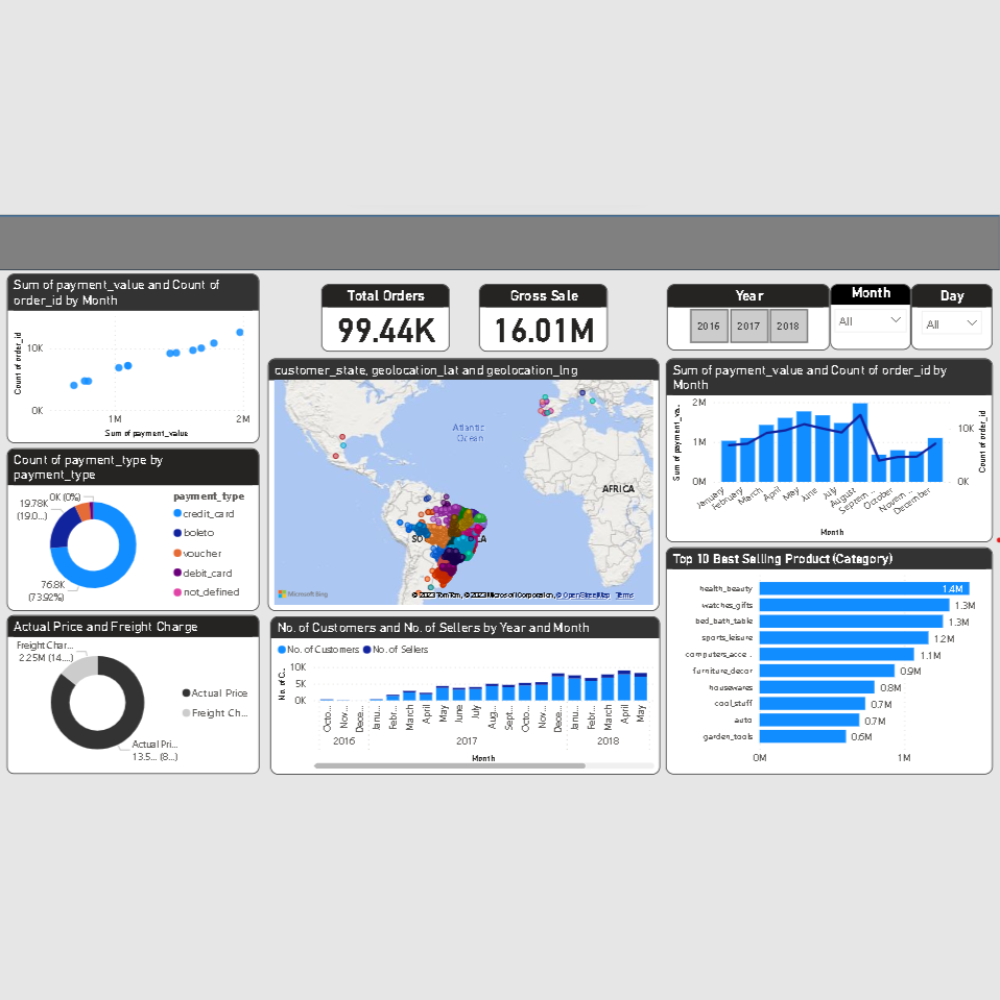 Sum of payment_value and Count of
order_id by Month
Count of order_id
10K
0K
1M
2M
Sum of payment_value
Count of payment_type by
payment_type
0K (0%)
19.78K
(19.0...)
76.8K
(73.92%)
payment_type
credit_card
boleto
voucher
debit_card
not_defined
Actual Price and Freight Charge
Freight Char...
2.25M (14....)
Actual Pri...
13.5... (8...)
Actual Price
Freight Ch...
Total Orders
99.44K
Gross Sale
16.01M
customer_state, geolocation_lat and geolocation_lng
Atlantic
Ocean
AFRICA
Microsoft Bing
© 2023 TomTom, © 2023 Microsoft Corporation, © OpenStreetMap Terms
No. of Customers and No. of Sellers by Year and Month
No. of Customers
No. of Sellers
No. of C...
10K
5K
0K
Octo...
Nov...
Dece...
Janu...
Febr...
March
April
May
June
July
Aug...
Sept...
Octo...
Nov...
Dece...
Janu...
Febr...
March
April
May
2016
2017
2018
Month
Year
2016
2017
2018
Month
All
Day
All
Sum of payment_value and Count of order_id by
Month
Sum of payment_va...
2M
1M
0M
10K
0K
Count of order_id
January
February
March
April
May
June
July
August
Septem...
October
Novem...
December
Month
Top 10 Best Selling Product (Category)
health_beauty
1.4M
watches_gifts
1.3M
bed_bath_table
1.3M
sports_leisure
1.2M
computers_acce...
1.1M
furniture_decor
0.9M
housewares
0.8M
cool_stuff
0.7M
auto
0.7M
garden_tools
0.6M
0M
1M